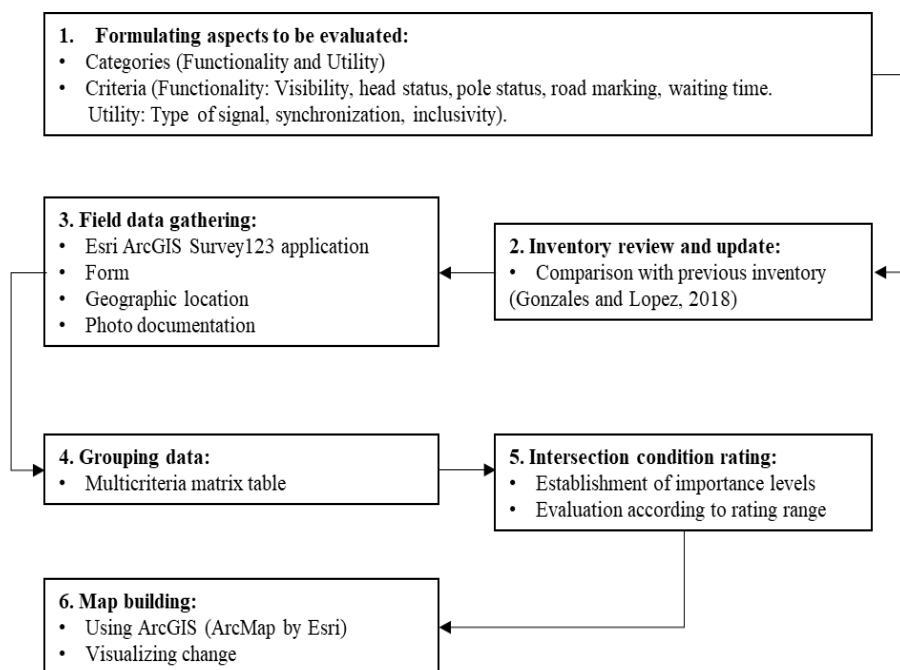 1. Formulating aspects to be evaluated:
• Categories (Functionality and Utility)
• Criteria (Functionality: Visibility, head status, pole status, road marking, waiting time.
Utility: Type of signal, synchronization, inclusivity).
2. Inventory review and update:
• Comparison with previous inventory
(Gonzales and Lopez, 2018)
3. Field data gathering:
• Esri ArcGIS Survey123 application
• Form
• Geographic location
• Photo documentation
4. Grouping data:
• Multicriteria matrix table
5. Intersection condition rating:
• Establishment of importance levels
• Evaluation according to rating range
6. Map building:
• Using ArcGIS (ArcMap by Esri)
• Visualizing change